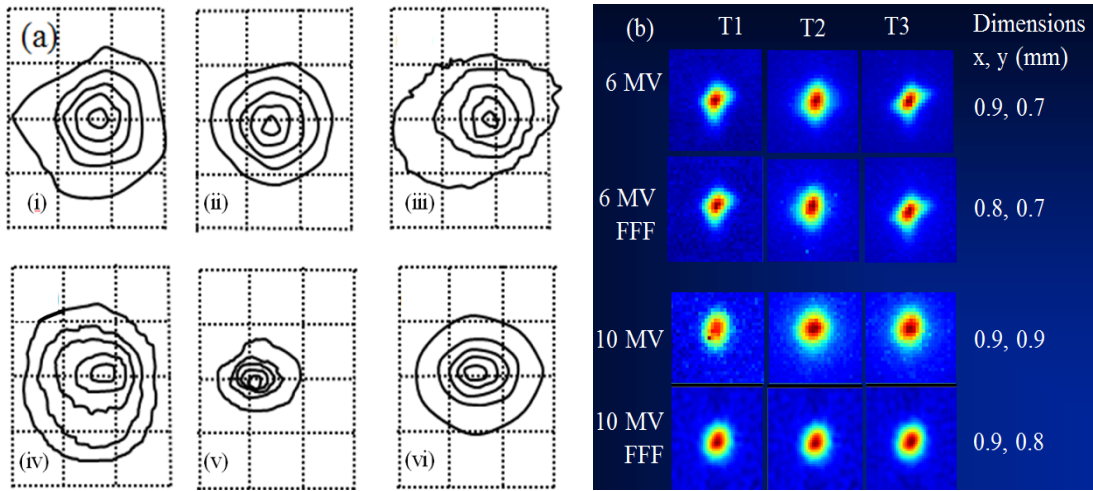 (a)
(i)
(ii)
(iii)
(iv)
(v)
(vi)
(b) T1 T2 T3 Dimensions
x, y (mm)
6 MV
0.9, 0.7
6 MV
FFF
0.8, 0.7
10 MV
0.9, 0.9
10 MV
FFF
0.9, 0.8